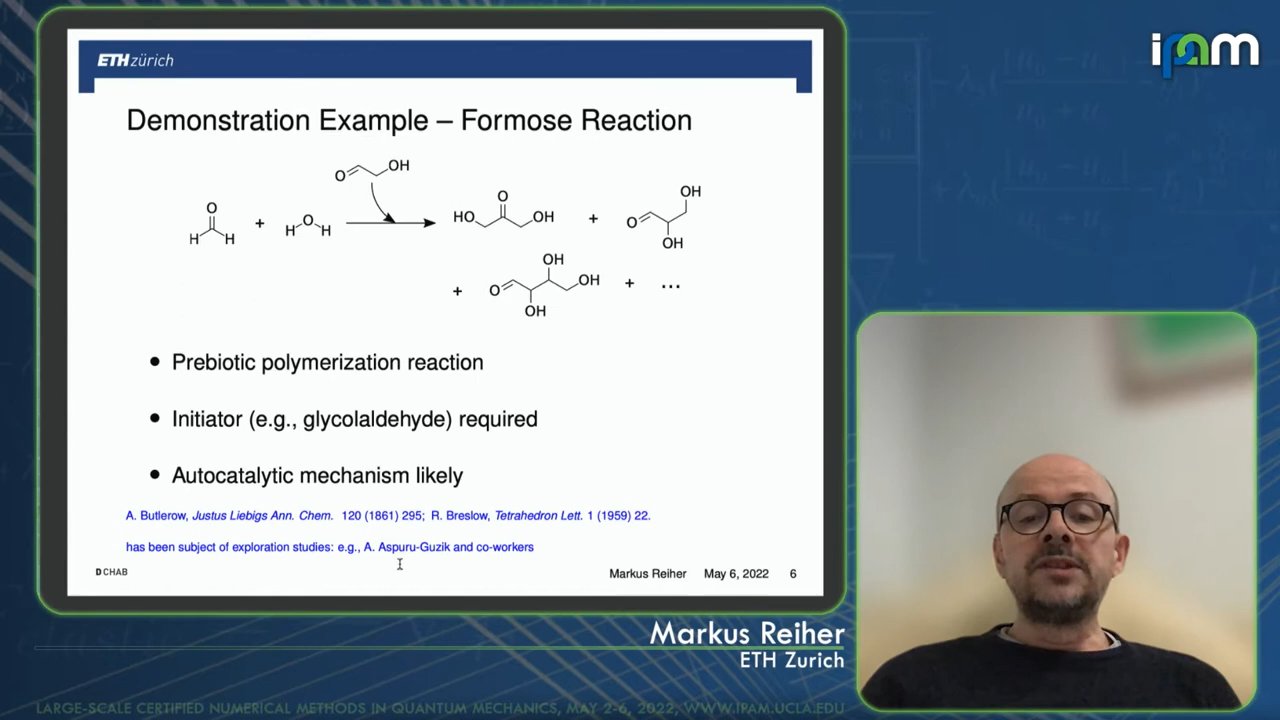 ETH zürich
ipam
Demonstration Example – Formose Reaction
O OH
O
H H
+
H O H
O
HO OH
+
OH
O
OH
+
OH
O OH
OH
+ ...
• Prebiotic polymerization reaction
• Initiator (e.g., glycolaldehyde) required
• Autocatalytic mechanism likely
A. Butlerow, Justus Liebigs Ann. Chem. 120 (1861) 295; R. Breslow, Tetrahedron Lett. 1 (1959) 22.
has been subject of exploration studies: e.g., A. Aspuru-Guzik and co-workers
D CHAB
Markus Reiher May 6, 2022 6
Markus Reiher
ETH Zurich
LARGE-SCALE CERTIFIED NUMERICAL METHODS IN QUANTUM MECHANICS, MAY 2-6, 2022, WWW.IPAM.UCLA.EDU